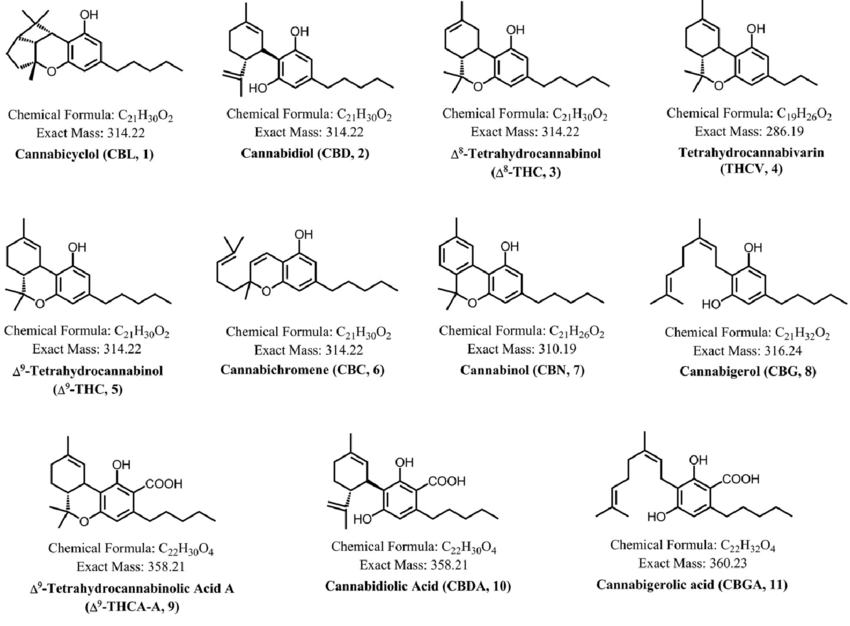 OH
O
Chemical Formula: C₂₁H₃₀O₂
Exact Mass: 314.22
Cannabicyclol (CBL, 1)
OH
HO
Chemical Formula: C₂₁H₃₀O₂
Exact Mass: 314.22
Cannabidiol (CBD, 2)
OH
O
Chemical Formula: C₂₁H₃₀O₂
Exact Mass: 314.22
Δ⁸-Tetrahydrocannabinol
(Δ⁸-THC, 3)
OH
O
Chemical Formula: C₁₉H₂₆O₂
Exact Mass: 286.19
Tetrahydrocannabivarin
(THCV, 4)
OH
O
Chemical Formula: C₂₁H₃₀O₂
Exact Mass: 314.22
Δ⁹-Tetrahydrocannabinol
(Δ⁹-THC, 5)
OH
O
Chemical Formula: C₂₁H₃₀O₂
Exact Mass: 314.22
Cannabichromene (CBC, 6)
OH
O
Chemical Formula: C₂₁H₂₆O₂
Exact Mass: 310.19
Cannabinol (CBN, 7)
OH
HO
Chemical Formula: C₂₁H₃₂O₂
Exact Mass: 316.24
Cannabigerol (CBG, 8)
OH
COOH
O
Chemical Formula: C₂₂H₃₀O₄
Exact Mass: 358.21
Δ⁹-Tetrahydrocannabinolic Acid A
(Δ⁹-THCA-A, 9)
OH
COOH
HO
Chemical Formula: C₂₂H₃₀O₄
Exact Mass: 358.21
Cannabidiolic Acid (CBDA, 10)
OH
COOH
HO
Chemical Formula: C₂₂H₃₂O₄
Exact Mass: 360.23
Cannabigerolic acid (CBGA, 11)